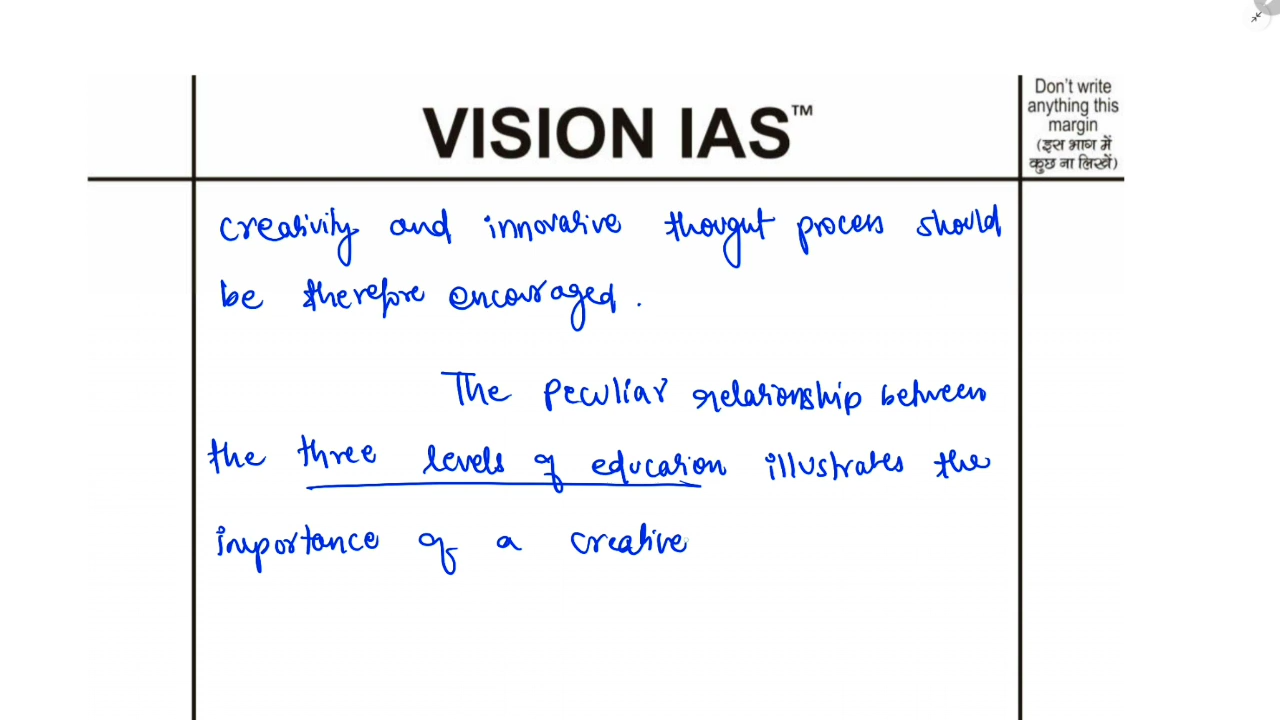 VISION IAS™
Don't write
anything this
margin
(इस भाग में
कुछ ना लिखें)
creativity and innovative thought process should
be therefore encouraged.
The peculiar relationship between
the three levels of education illustrates the
importance of a creative